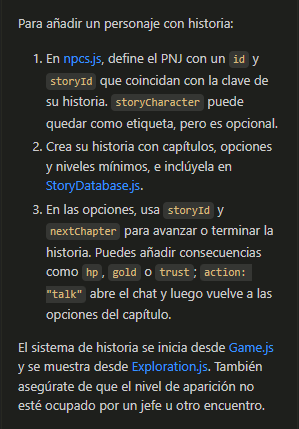 Para añadir un personaje con historia:
1. En npcs.js, define el PNJ con un id y
storyId que coincidan con la clave de
su historia. storyCharacter puede
quedar como etiqueta, pero es opcional.
2. Crea su historia con capítulos, opciones
y niveles mínimos, e inclúyela en
StoryDatabase.js.
3. En las opciones, usa storyId y
nextChapter para avanzar o terminar la
historia. Puedes añadir consecuencias
como hp, gold o trust; action:
"talk" abre el chat y luego vuelve a las
opciones del capítulo.
El sistema de historia se inicia desde Game.js
y se muestra desde Exploration.js. También
asegúrate de que el nivel de aparición no
esté ocupado por un jefe u otro encuentro.